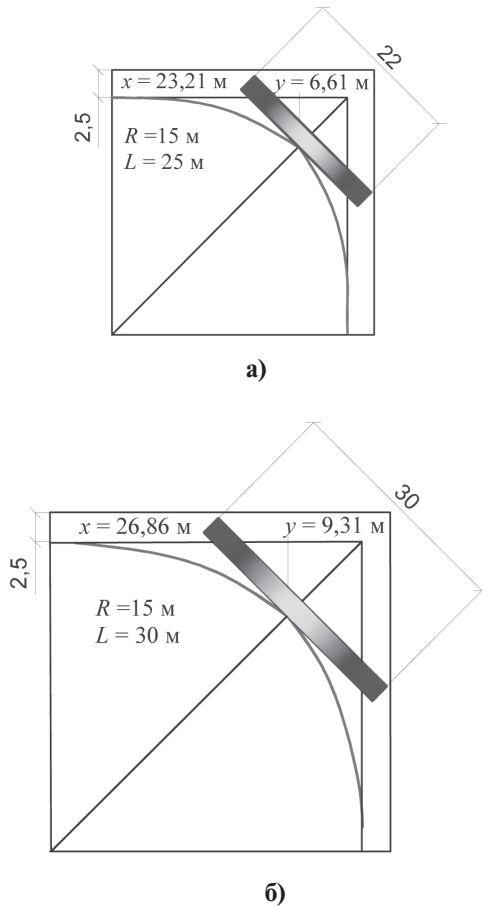 22
x = 23,21 м y = 6,61 м
2,5
R =15 м
L = 25 м
а)
30
x = 26,86 м y = 9,31 м
2,5
R =15 м
L = 30 м
б)